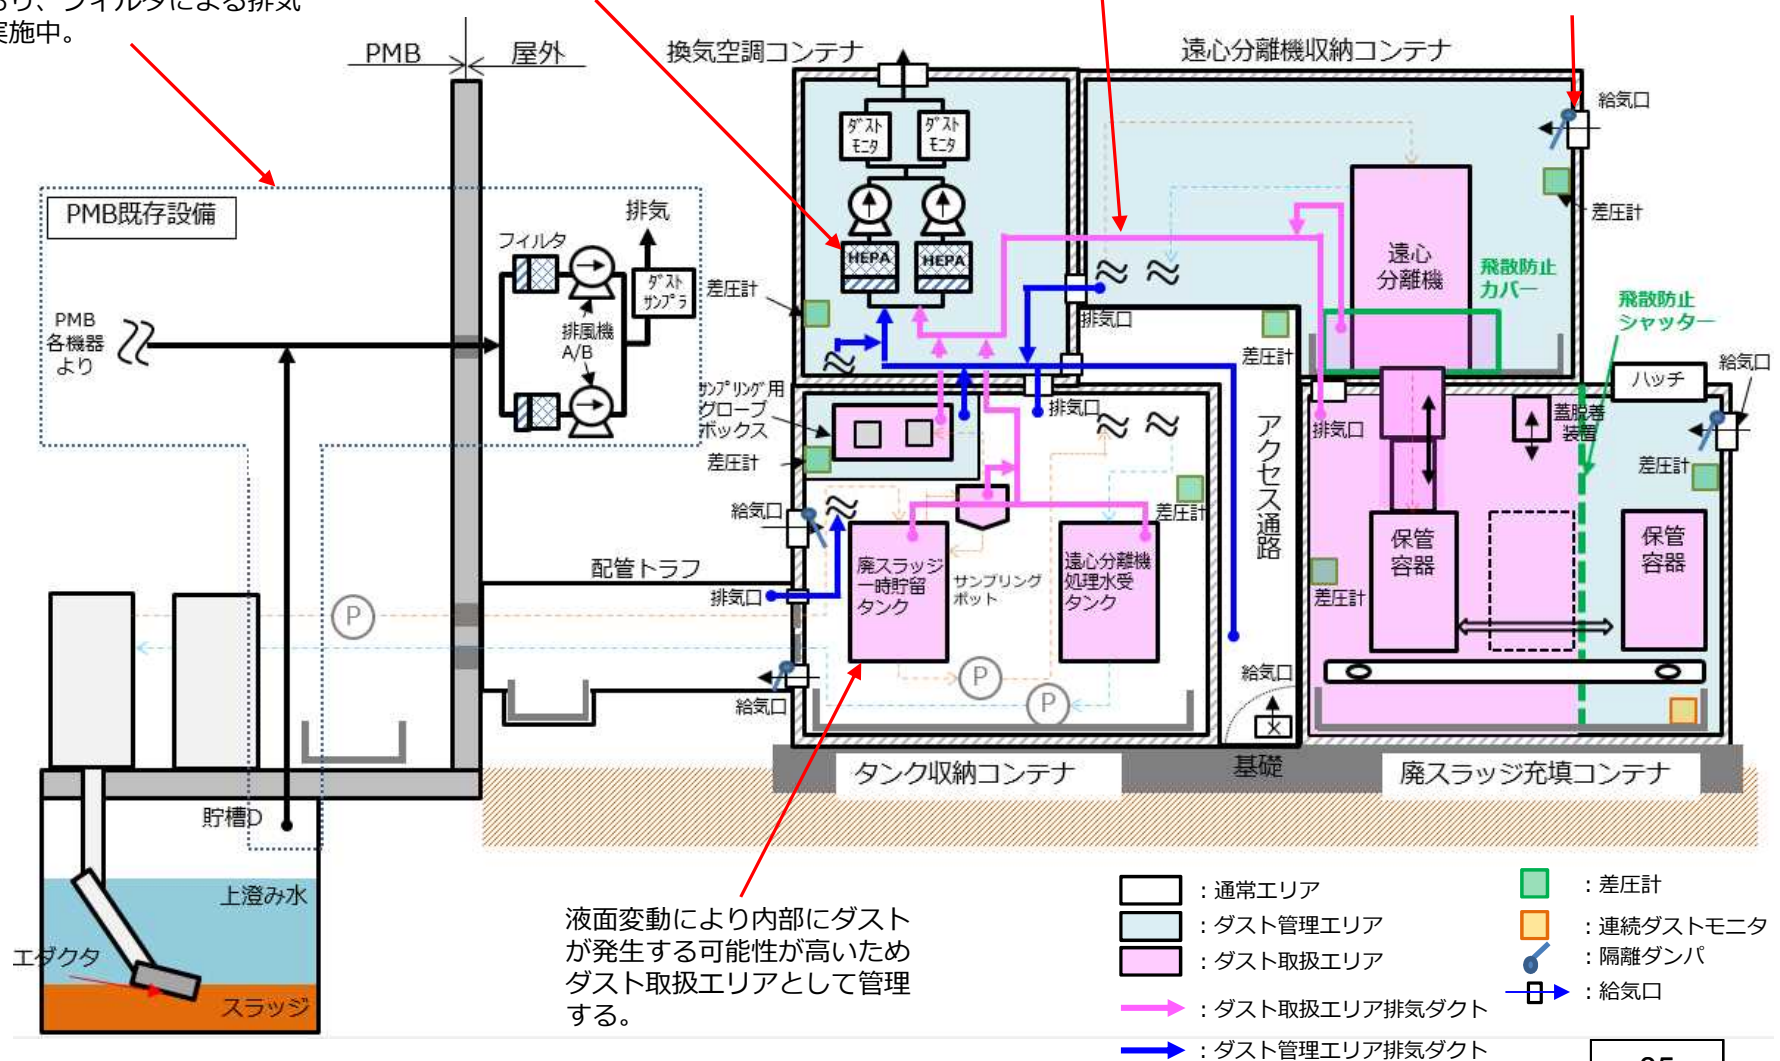 り、フィルタによる排気
実施中。
PMB
屋外
換気空調コンテナ
遠心分離機収納コンテナ
給気口
ダスト
モニタ
ダスト
モニタ
PMB既存設備
排気
差圧計
フィルタ
HEPA
HEPA
遠心
分離機
飛散防止
カバー
ダスト
サンプラ
差圧計
飛散防止
シャッター
PMB
各機器
より
排風機
A/B
排気口
差圧計
給気口
ハッチ
サンプリング用
グローブ
ボックス
排気口
蓋脱着
装置
排気口
差圧計
差圧計
アクセス通路
給気口
差圧計
保管
容器
保管
容器
配管トラフ
廃スラッジ
一時貯留
タンク
サンプリング
ポット
遠心分離機
処理水受
タンク
排気口
差圧計
P
P
P
給気口
給気口
タンク収納コンテナ
基礎
廃スラッジ充填コンテナ
貯槽D
上澄み水
エダクタ
スラッジ
液面変動により内部にダスト
が発生する可能性が高いため
ダスト取扱エリアとして管理
する。
：通常エリア
：ダスト管理エリア
：ダスト取扱エリア
：ダスト取扱エリア排気ダクト
：ダスト管理エリア排気ダクト
：差圧計
：連続ダストモニタ
：隔離ダンパ
：給気口